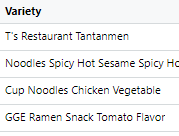 Variety
T's Restaurant Tantanmen
Noodles Spicy Hot Sesame Spicy Ho
Cup Noodles Chicken Vegetable
GGE Ramen Snack Tomato Flavor